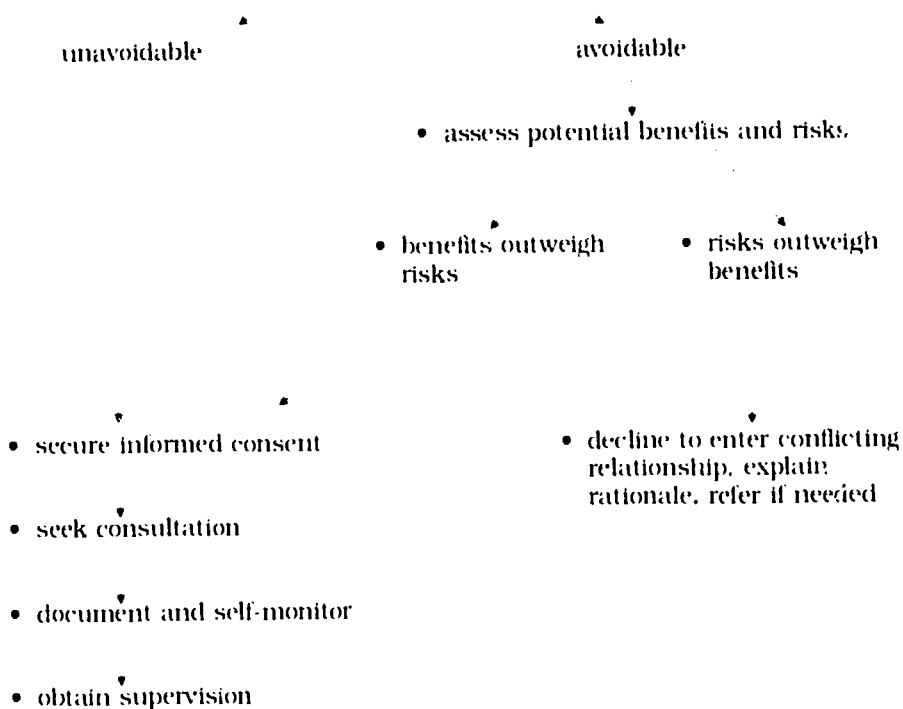 unavoidable
avoidable
• assess potential benefits and risks.
• benefits outweigh
risks
• risks outweigh
benefits
• secure informed consent
• decline to enter conflicting
relationship, explain
rationale, refer if needed
• seek consultation
• document and self-monitor
• obtain supervision